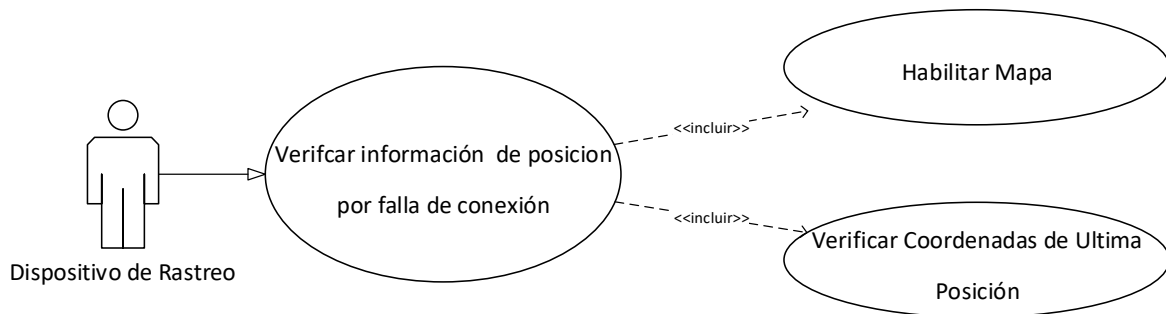 Habilitar Mapa
<<incluir>>
Verifcar información de posicion
por falla de conexión
<<incluir>>
Verificar Coordenadas de Ultima
Posición
Dispositivo de Rastreo